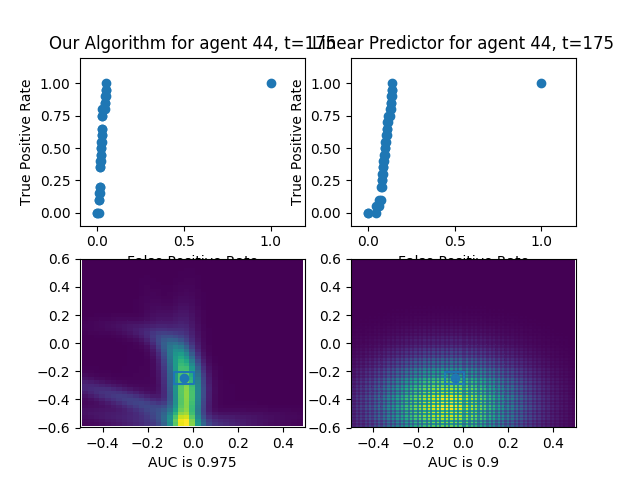 Our Algorithm for agent 44, t=175
Linear Predictor for agent 44, t=175
True Positive Rate
1.00
0.75
0.50
0.25
0.00
0.0 0.5 1.0
False Positive Rate
True Positive Rate
1.00
0.75
0.50
0.25
0.00
0.0 0.5 1.0
False Positive Rate
0.6
0.4
0.2
0.0
−0.2
−0.4
−0.6
−0.4 −0.2 0.0 0.2 0.4
AUC is 0.975
0.6
0.4
0.2
0.0
−0.2
−0.4
−0.6
−0.4 −0.2 0.0 0.2 0.4
AUC is 0.9